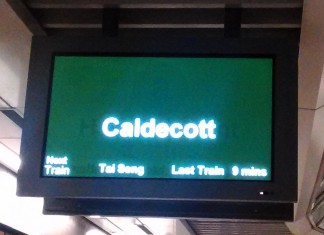 Caldecott
Next
Train Tai Seng Last Train 9 mins